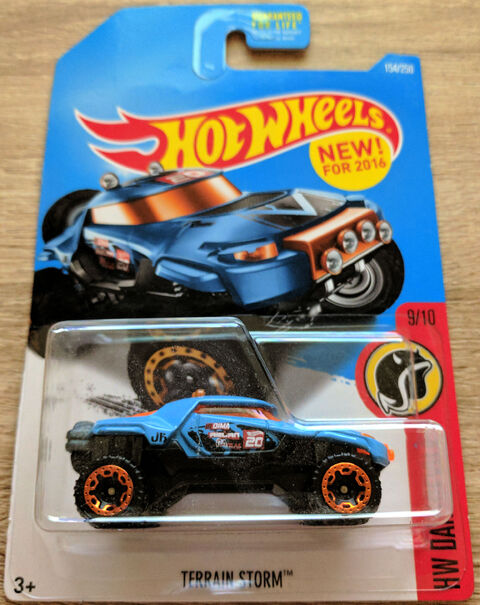 GUARANTEED
FOR LIFE
154/250
HOT WHEELS
NEW!
FOR 2016
9/10
HW DA
JH
DIMA
20
3+
TERRAIN STORM™